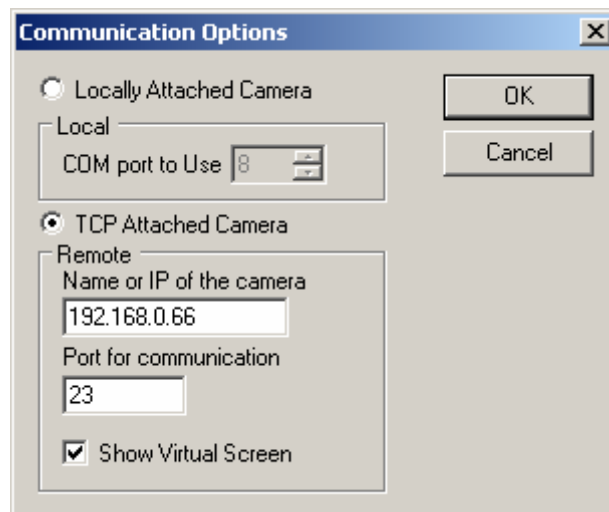 Communication Options
Locally Attached Camera
OK
Local
COM port to Use 8
Cancel
TCP Attached Camera
Remote
Name or IP of the camera
192.168.0.66
Port for communication
23
Show Virtual Screen